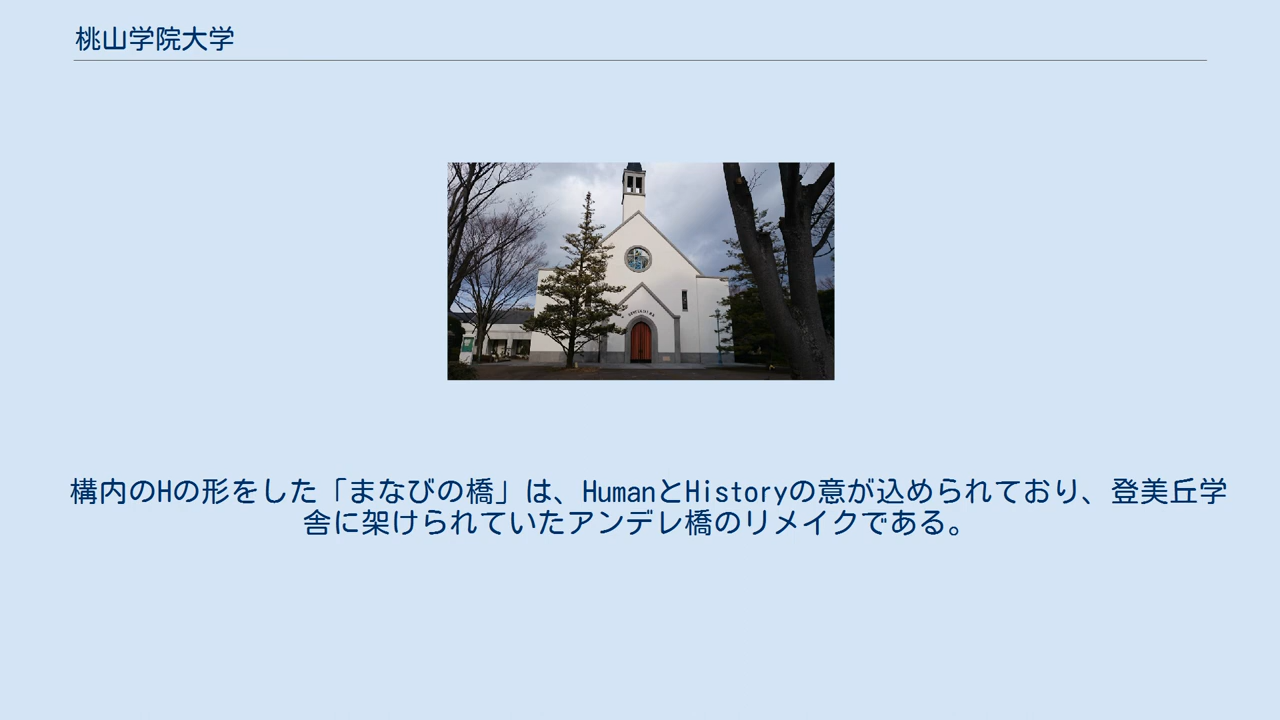 桃山学院大学
構内のHの形をした「まなびの橋」は、HumanとHistoryの意が込められており、登美丘学
舎に架けられていたアンデレ橋のリメイクである。